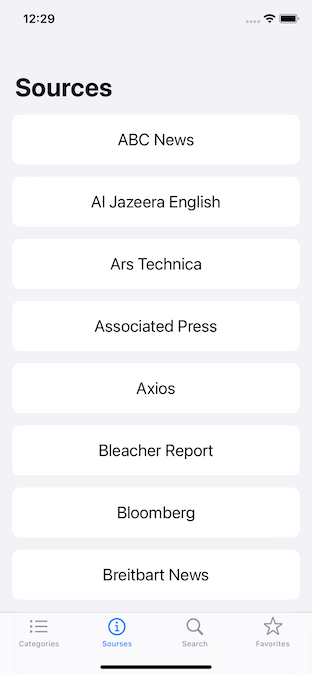 12:29
Sources
ABC News
Al Jazeera English
Ars Technica
Associated Press
Axios
Bleacher Report
Bloomberg
Breitbart News
Categories
Sourses
Search
Favorites